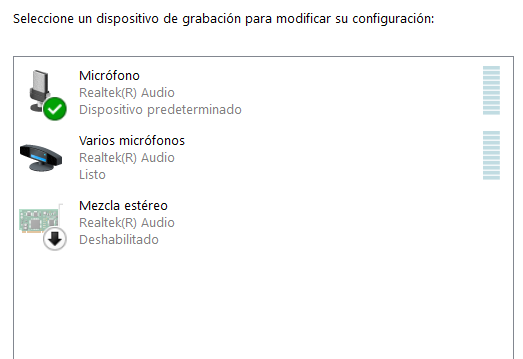 Seleccione un dispositivo de grabación para modificar su configuración:
Micrófono
Realtek(R) Audio
Dispositivo predeterminado
Varios micrófonos
Realtek(R) Audio
Listo
Mezcla estéreo
Realtek(R) Audio
Deshabilitado